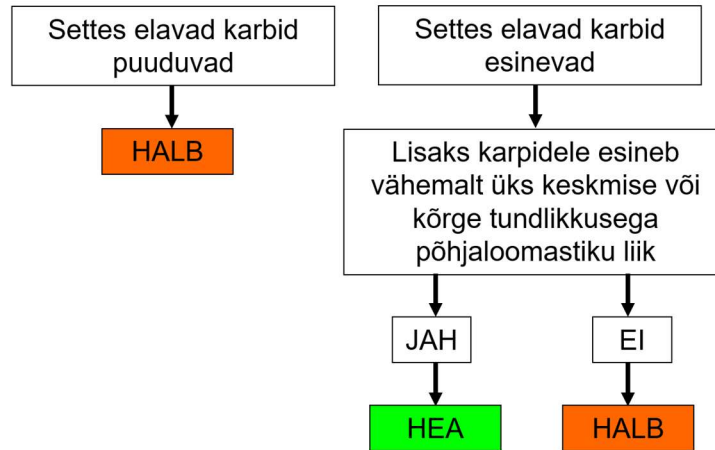 Settes elavad karbid
puuduvad
HALB
Settes elavad karbid
esinevad
Lisaks karpidele esineb
vähemalt üks keskmise või
kõrge tundlikkusega
põhjaloomastiku liik
JAH
EI
HEA
HALB